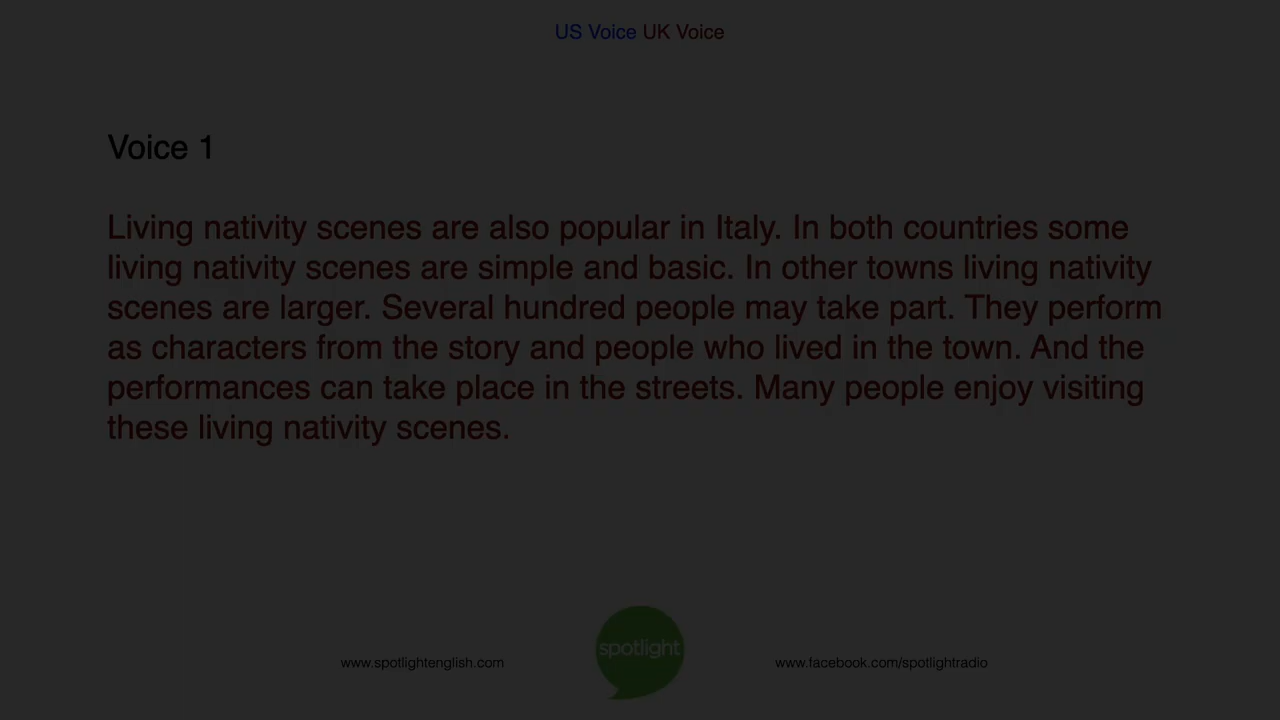 US Voice UK Voice
Voice 1
Living nativity scenes are also popular in Italy. In both countries some
living nativity scenes are simple and basic. In other towns living nativity
scenes are larger. Several hundred people may take part. They perform
as characters from the story and people who lived in the town. And the
performances can take place in the streets. Many people enjoy visiting
these living nativity scenes.
spotlight
www.spotlightenglish.com
www.facebook.com/spotlightradio